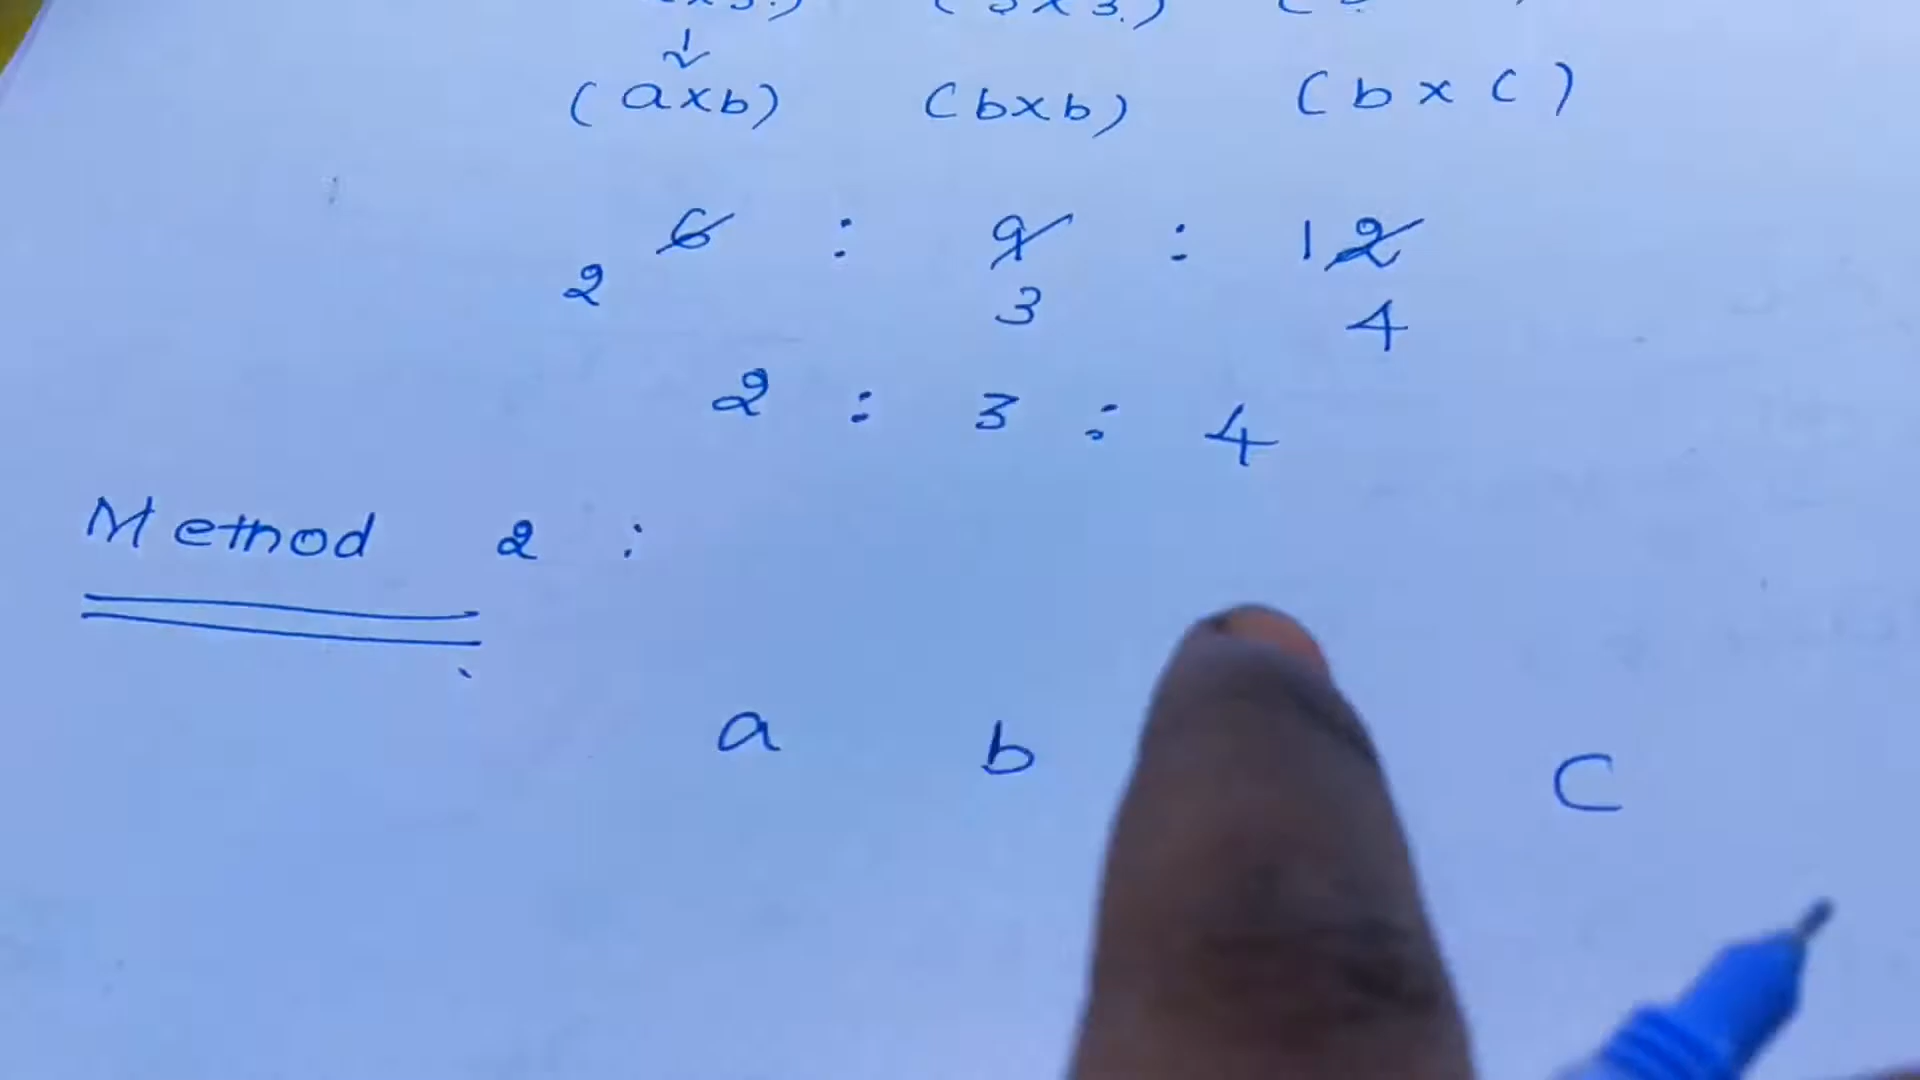 (a×b) (b×b) (b×c)
6 : 9 : 12
2 3 4
2 : 3 : 4
Method 2 :
a b c